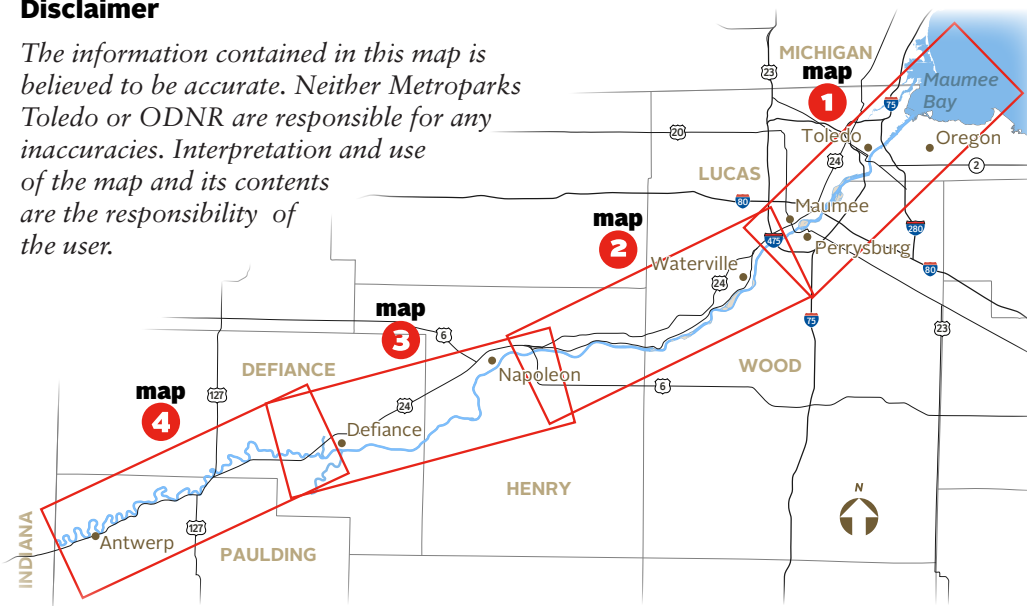 Disclaimer
The information contained in this map is
believed to be accurate. Neither Metroparks
Toledo or ODNR are responsible for any
inaccuracies. Interpretation and use
of the map and its contents
are the responsibility of
the user.
MICHIGAN
23
map
1
75
Maumee
Bay
20
Toledo
Oregon
24
2
LUCAS
80
Maumee
map
2
475
Perrysburg
280
Waterville
24
80
map
3
75
23
6
DEFIANCE
Napoleon
WOOD
map
4
127
24
6
Defiance
HENRY
N
127
INDIANA
Antwerp
PAULDING